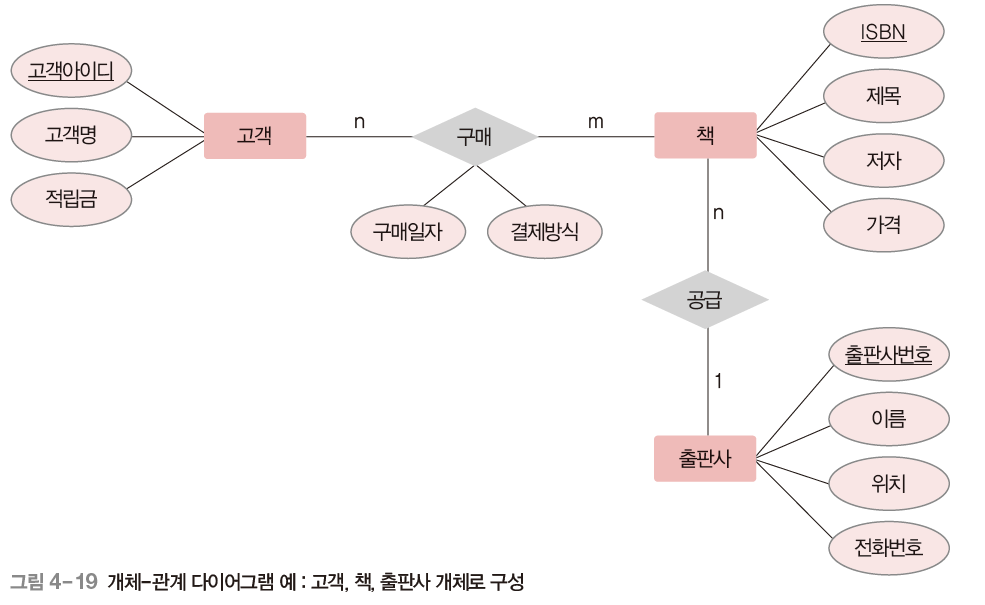 고객아이디
고객명
적립금
고객
n
구매
m
책
구매일자
결제방식
ISBN
제목
저자
가격
n
공급
1
출판사
출판사번호
이름
위치
전화번호
그림 4-19 개체-관계 다이어그램 예 : 고객, 책, 출판사 개체로 구성